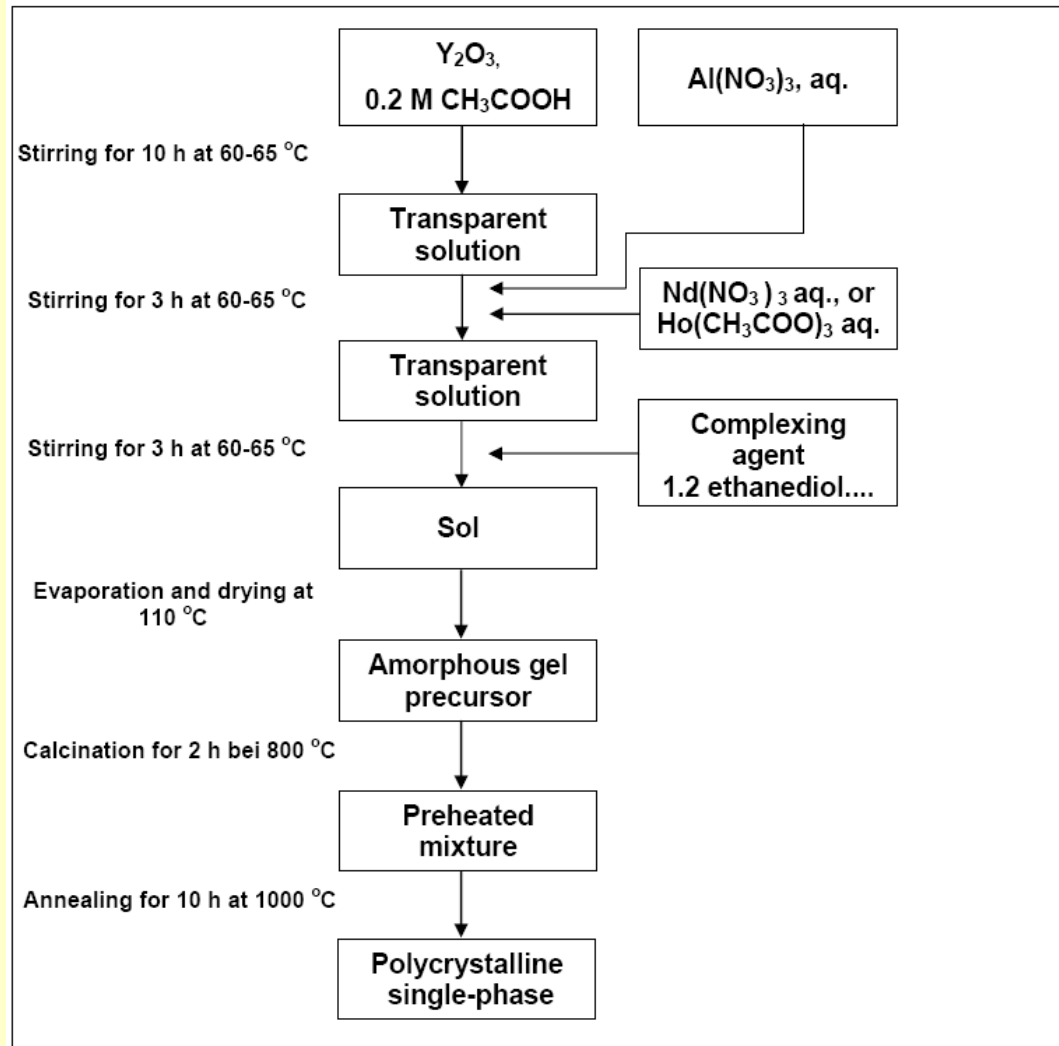 Y₂O₃,
0.2 M CH₃COOH
Al(NO₃)₃, aq.
Stirring for 10 h at 60-65 °C
Transparent
solution
Stirring for 3 h at 60-65 °C
Nd(NO₃ ) ₃ aq., or
Ho(CH₃COO)₃ aq.
Transparent
solution
Stirring for 3 h at 60-65 °C
Complexing
agent
1.2 ethanediol....
Sol
Evaporation and drying at
110 °C
Amorphous gel
precursor
Calcination for 2 h bei 800 °C
Preheated
mixture
Annealing for 10 h at 1000 °C
Polycrystalline
single-phase